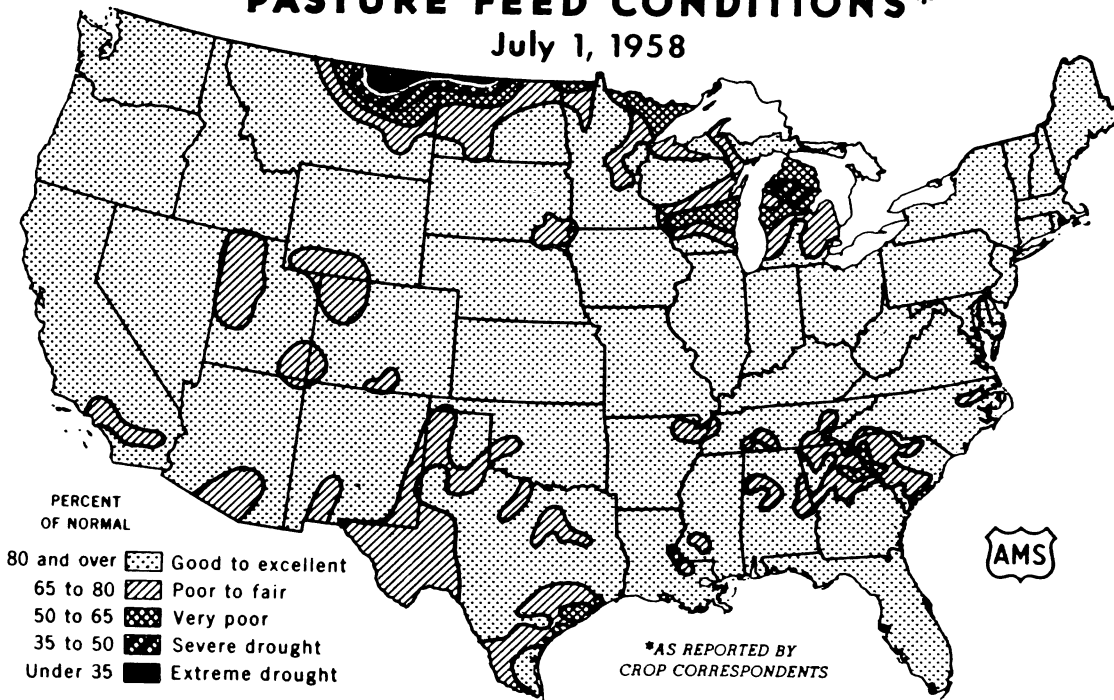 PASTURE FEED CONDITIONS*
July 1, 1958
PERCENT
OF NORMAL
80 and over Good to excellent
65 to 80 Poor to fair
50 to 65 Very poor
35 to 50 Severe drought
Under 35 Extreme drought
*AS REPORTED BY
CROP CORRESPONDENTS
AMS